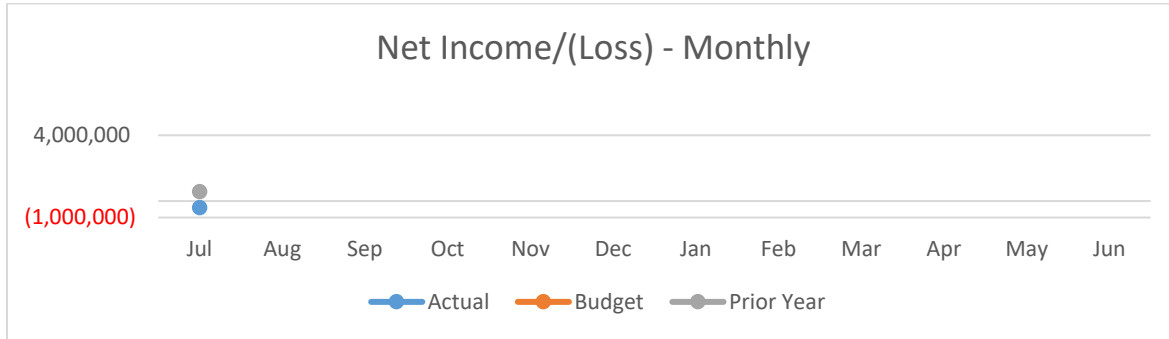 Net Income/(Loss) - Monthly
4,000,000
(1,000,000)
Jul Aug Sep Oct Nov Dec Jan Feb Mar Apr May Jun
Actual Budget Prior Year